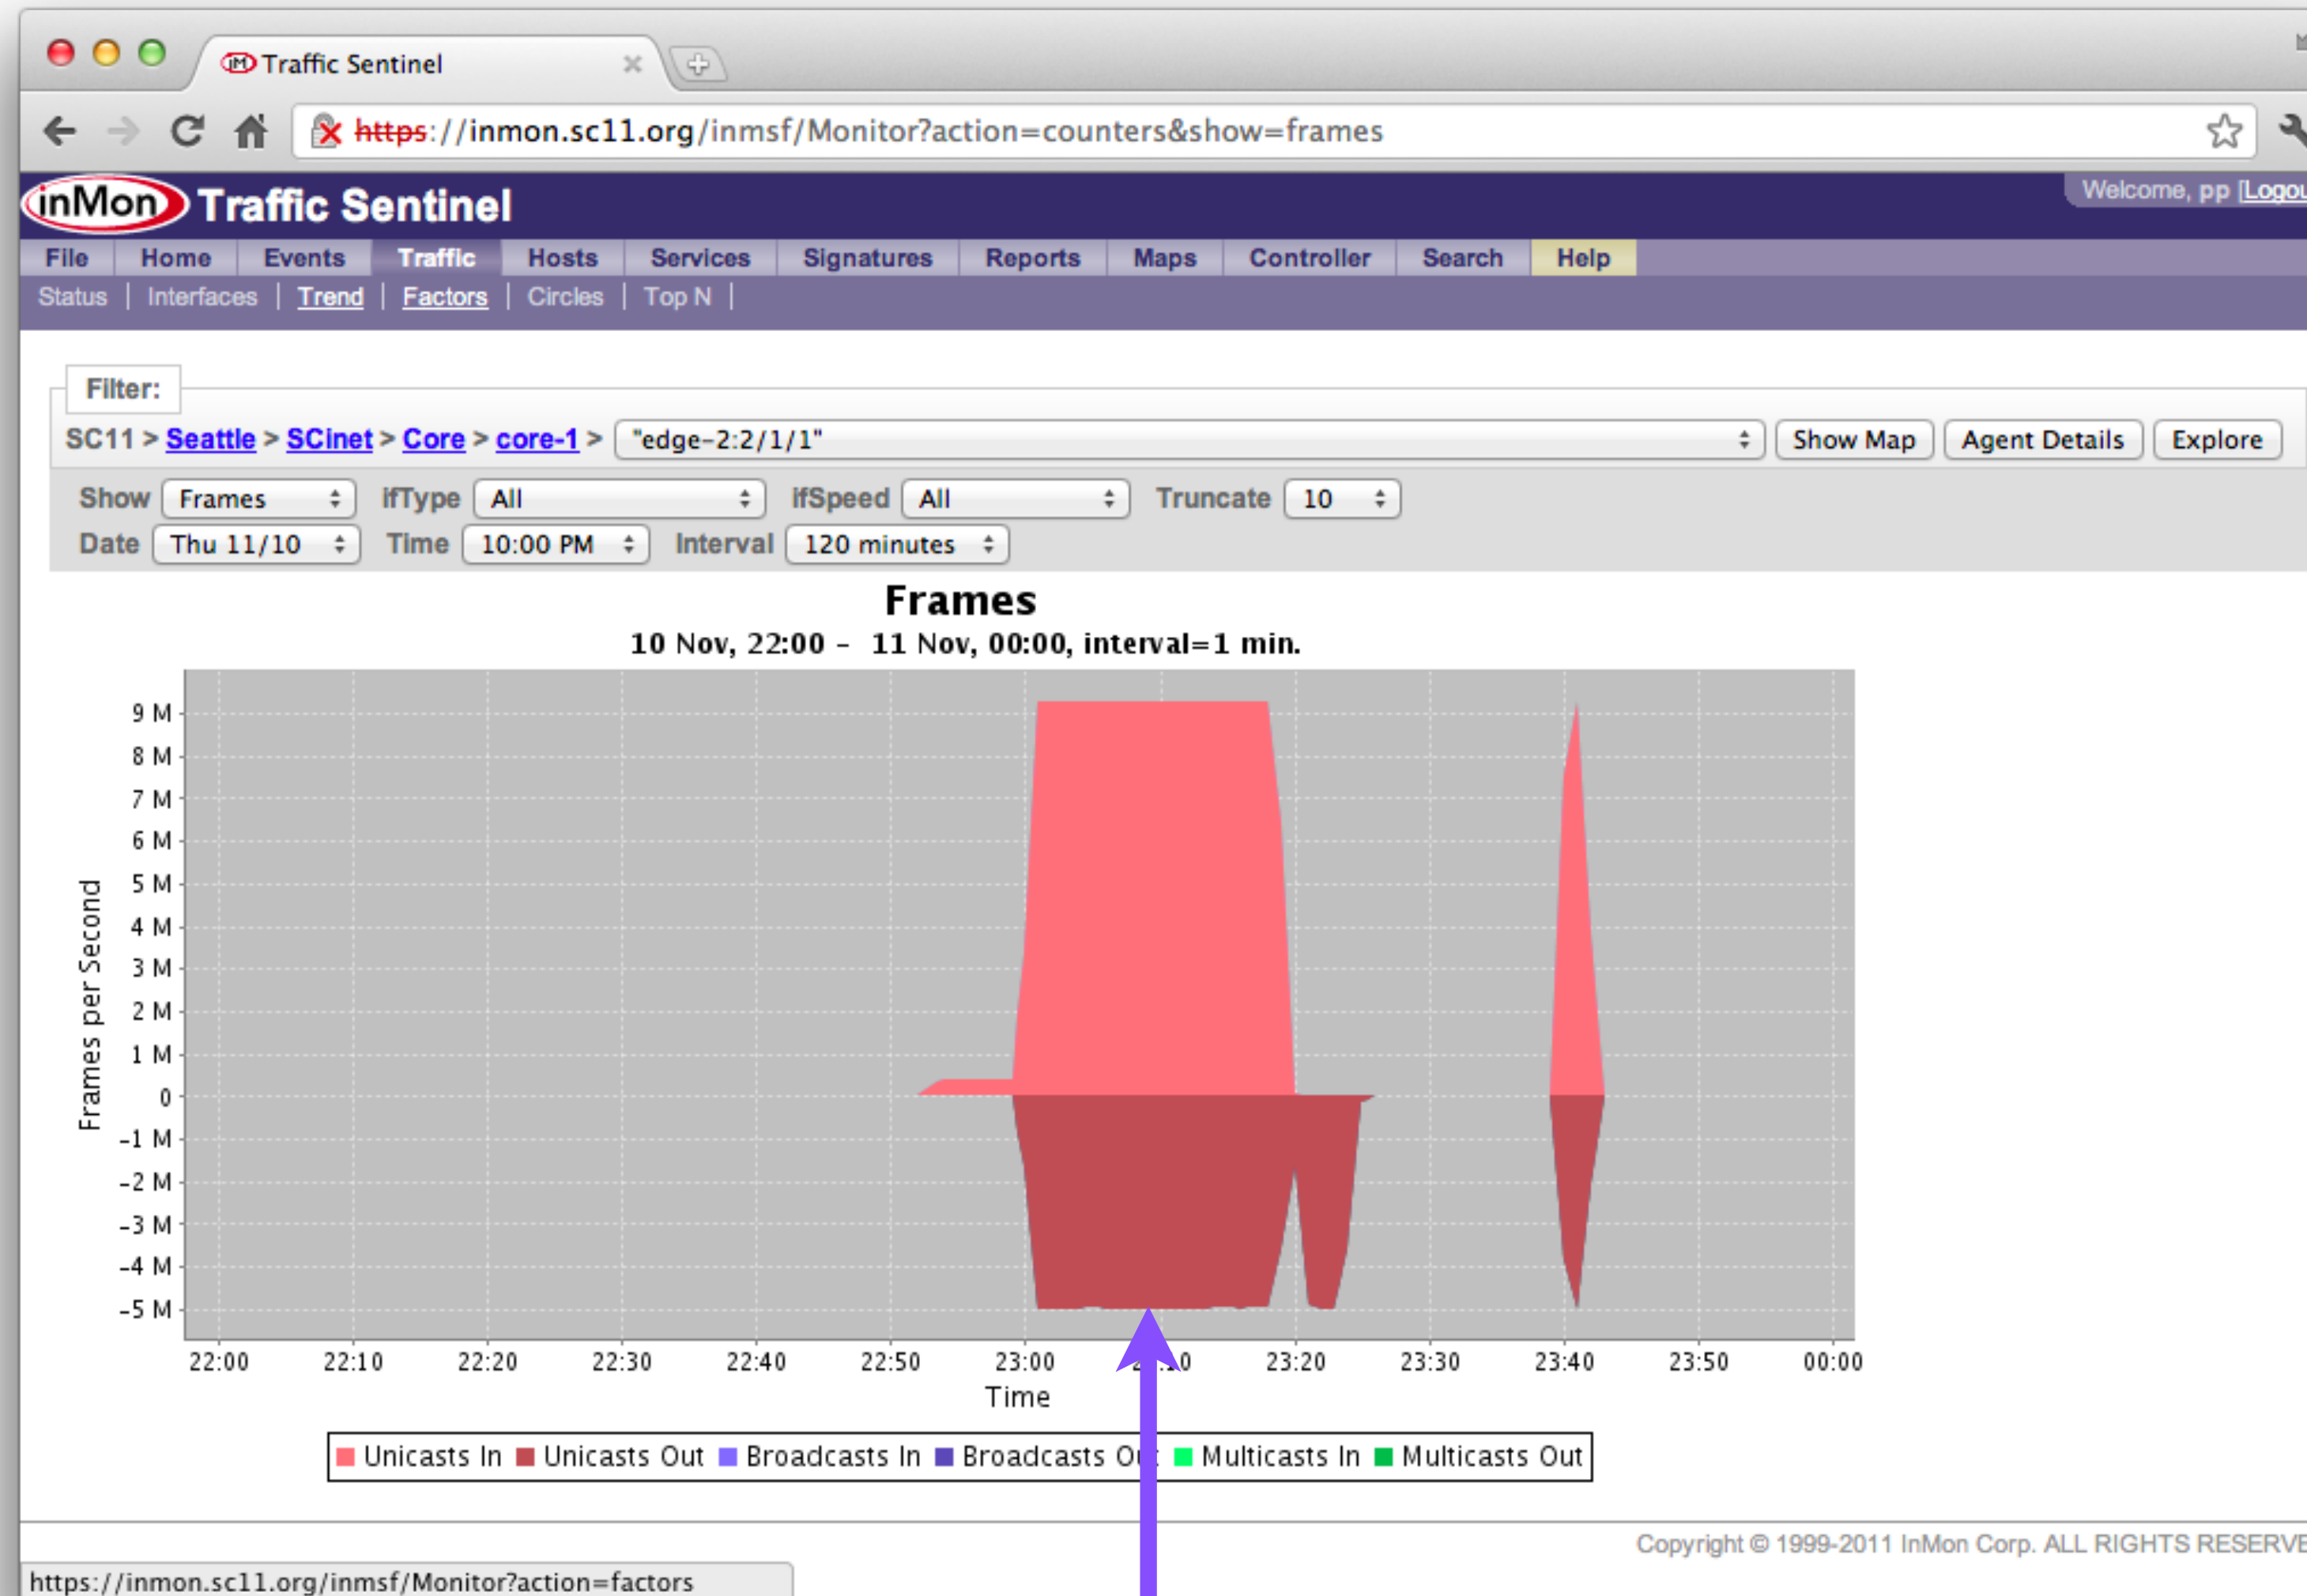 Traffic Sentinel
https://inmon.sc11.org/inmsf/Monitor?action=counters&show=frames
inMon Traffic Sentinel
Welcome, pp [Logou
File Home Events Traffic Hosts Services Signatures Reports Maps Controller Search Help
Status | Interfaces | Trend | Factors | Circles | Top N |
Filter:
SC11 > Seattle > SCinet > Core > core-1 > "edge-2:2/1/1" Show Map Agent Details Explore
Show Frames ifType All ifSpeed All Truncate 10
Date Thu 11/10 Time 10:00 PM Interval 120 minutes
Frames
10 Nov, 22:00 - 11 Nov, 00:00, interval=1 min.
Frames per Second
9 M
8 M
7 M
6 M
5 M
4 M
3 M
2 M
1 M
0
-1 M
-2 M
-3 M
-4 M
-5 M
22:00 22:10 22:20 22:30 22:40 22:50 23:00 23:20 23:30 23:40 23:50 00:00
Time
Unicasts In Unicasts Out Broadcasts In Broadcasts Out Multicasts In Multicasts Out
Copyright © 1999-2011 InMon Corp. ALL RIGHTS RESERVE
https://inmon.sc11.org/inmsf/Monitor?action=factors